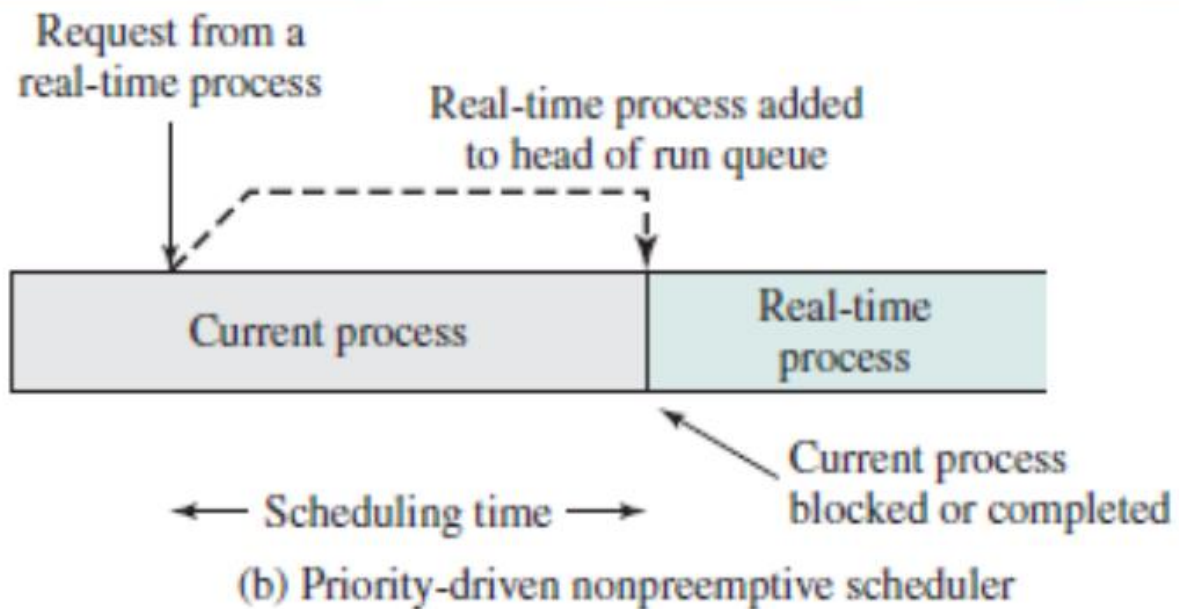 Request from a
real-time process
Real-time process added
to head of run queue
Current process
Real-time
process
Current process
blocked or completed
Scheduling time
(b) Priority-driven nonpreemptive scheduler